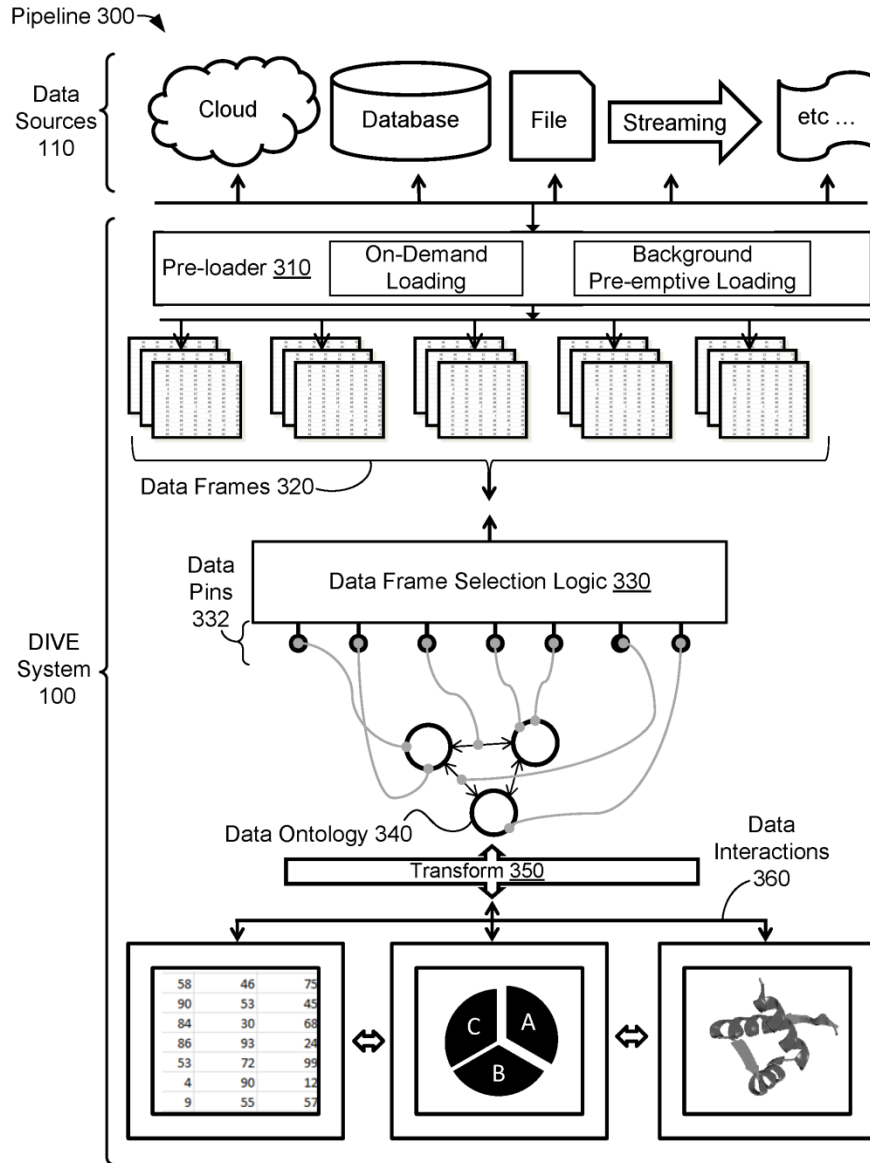 Pipeline 300
Data
Sources
110
Cloud
Database
File
Streaming
etc ...
Pre-loader 310
On-Demand
Loading
Background
Pre-emptive Loading
Data Frames 320
Data
Pins
332
Data Frame Selection Logic 330
DIVE
System
100
Data Ontology 340
Data
Interactions
360
Transform 350
58 46 75
90 53 45
84 30 68
86 93 24
53 72 99
4 90 12
9 55 57
C A
B